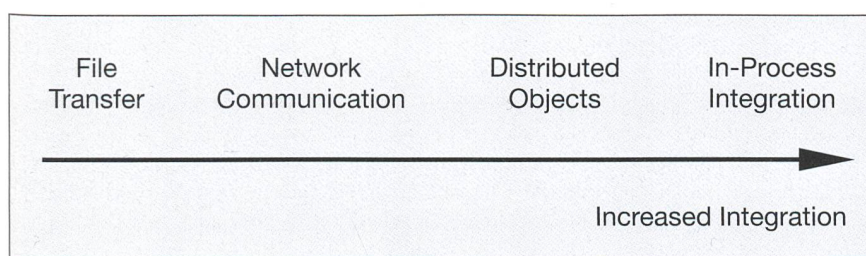 File
Transfer
Network
Communication
Distributed
Objects
In-Process
Integration
Increased Integration